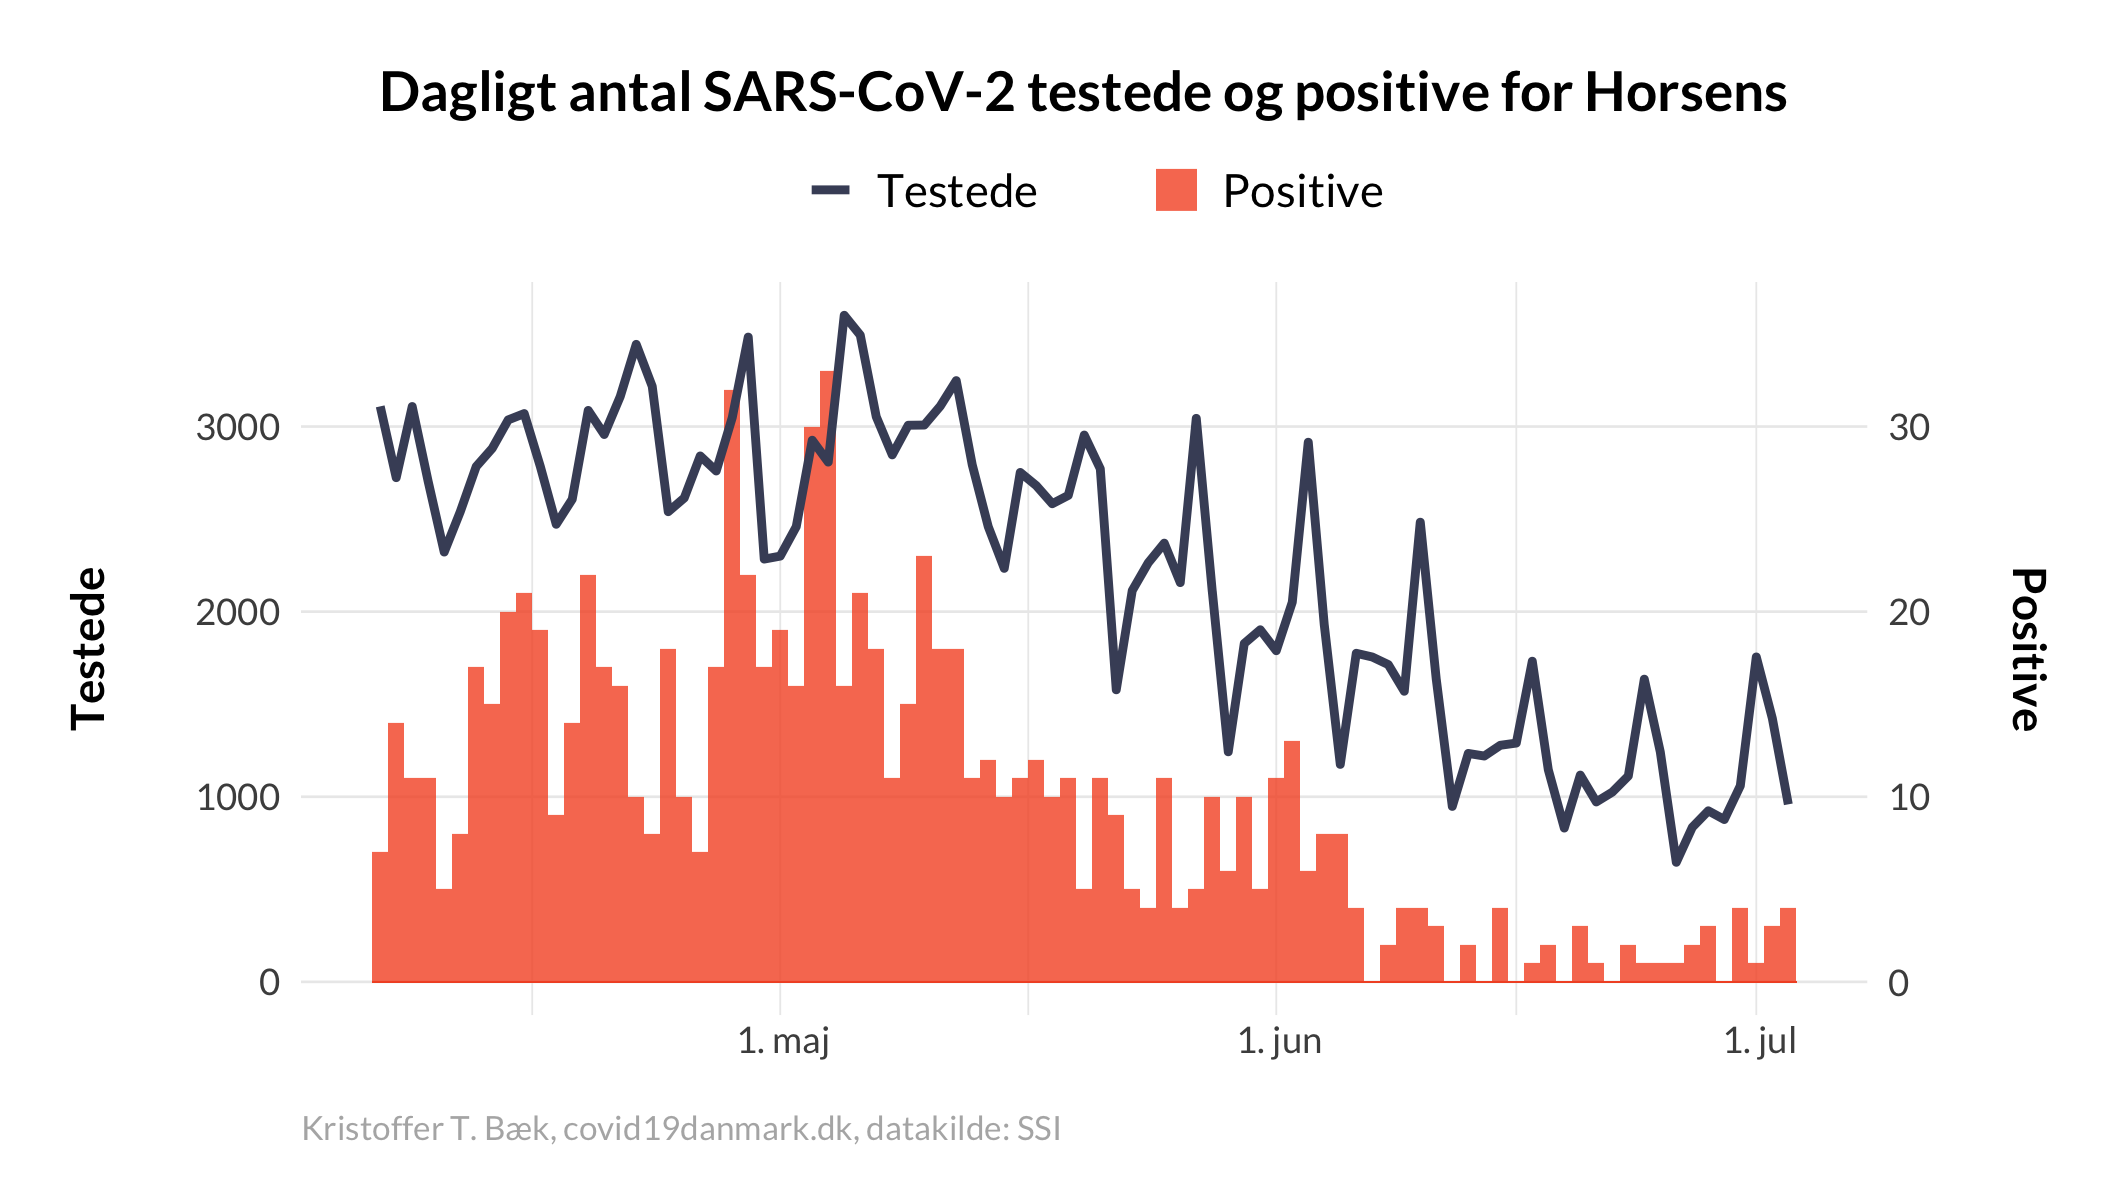 Dagligt antal SARS-CoV-2 testede og positive for Horsens
Testede
Positive
Testede
3000
2000
1000
0
30
20
10
0
Positive
1. maj
1. jun
1. jul
Kristoffer T. Bæk, covid19danmark.dk, datakilde: SSI